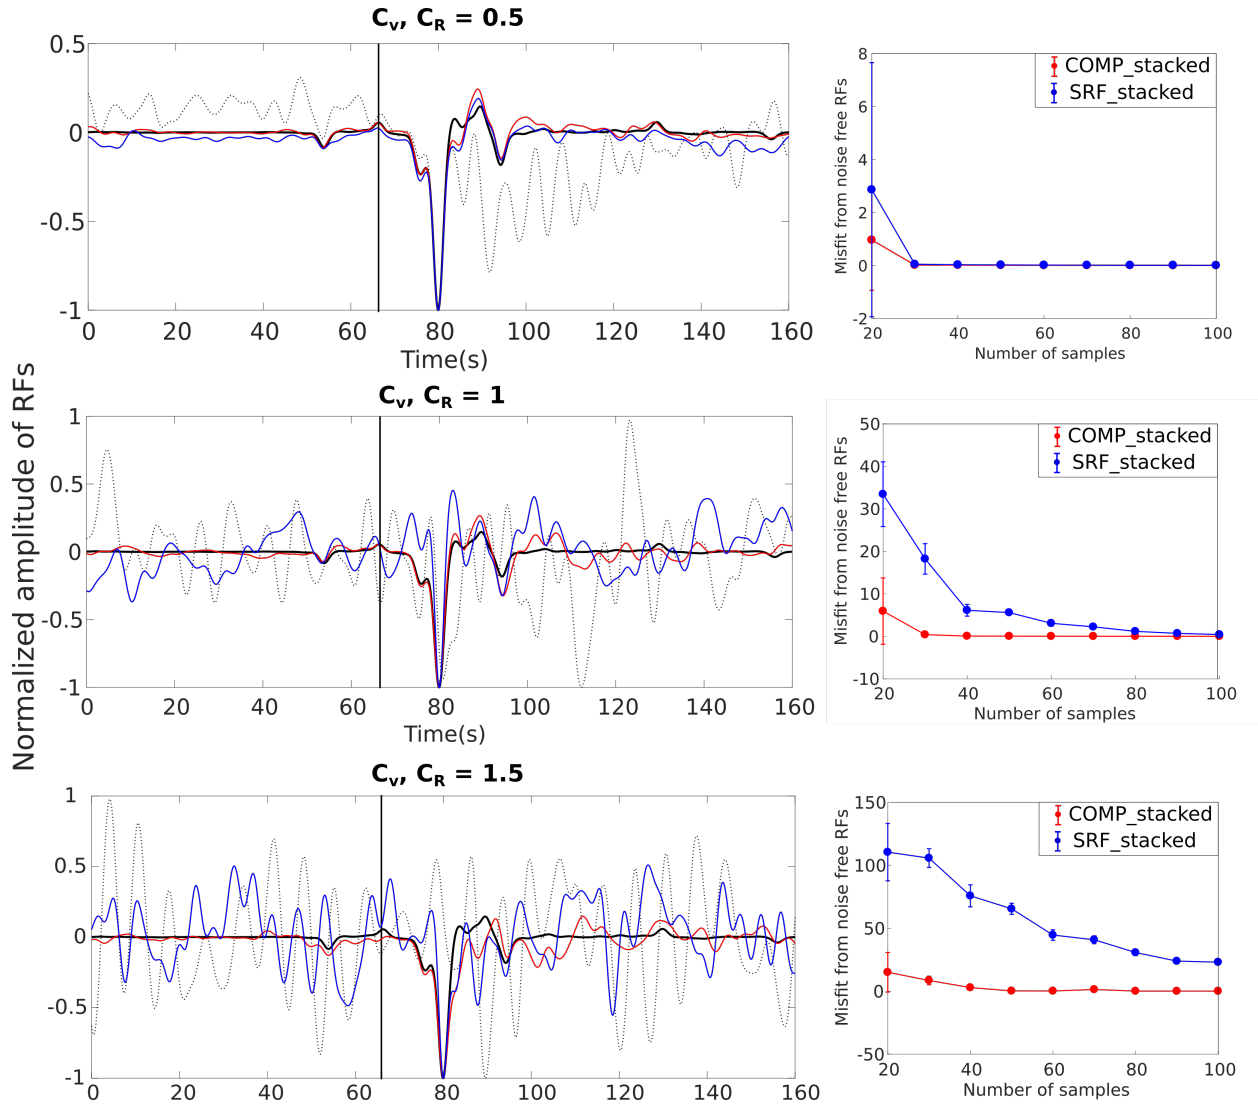 Normalized amplitude of RFs
Cv, CR = 0.5
0.5
0
-0.5
-1
0 20 40 60 80 100 120 140 160
Time(s)
Misfit from noise free RFs
8
6
4
2
0
-2
20 40 60 80 100
Number of samples
COMP_stacked
SRF_stacked
Cv, CR = 1
1
0.5
0
-0.5
-1
0 20 40 60 80 100 120 140 160
Time(s)
Misfit from noise free RFs
50
40
30
20
10
0
-10
20 40 60 80 100
Number of samples
COMP_stacked
SRF_stacked
Cv, CR = 1.5
1
0.5
0
-0.5
-1
0 20 40 60 80 100 120 140 160
Misfit from noise free RFs
150
100
50
0
-50
20 40 60 80 100
Number of samples
COMP_stacked
SRF_stacked